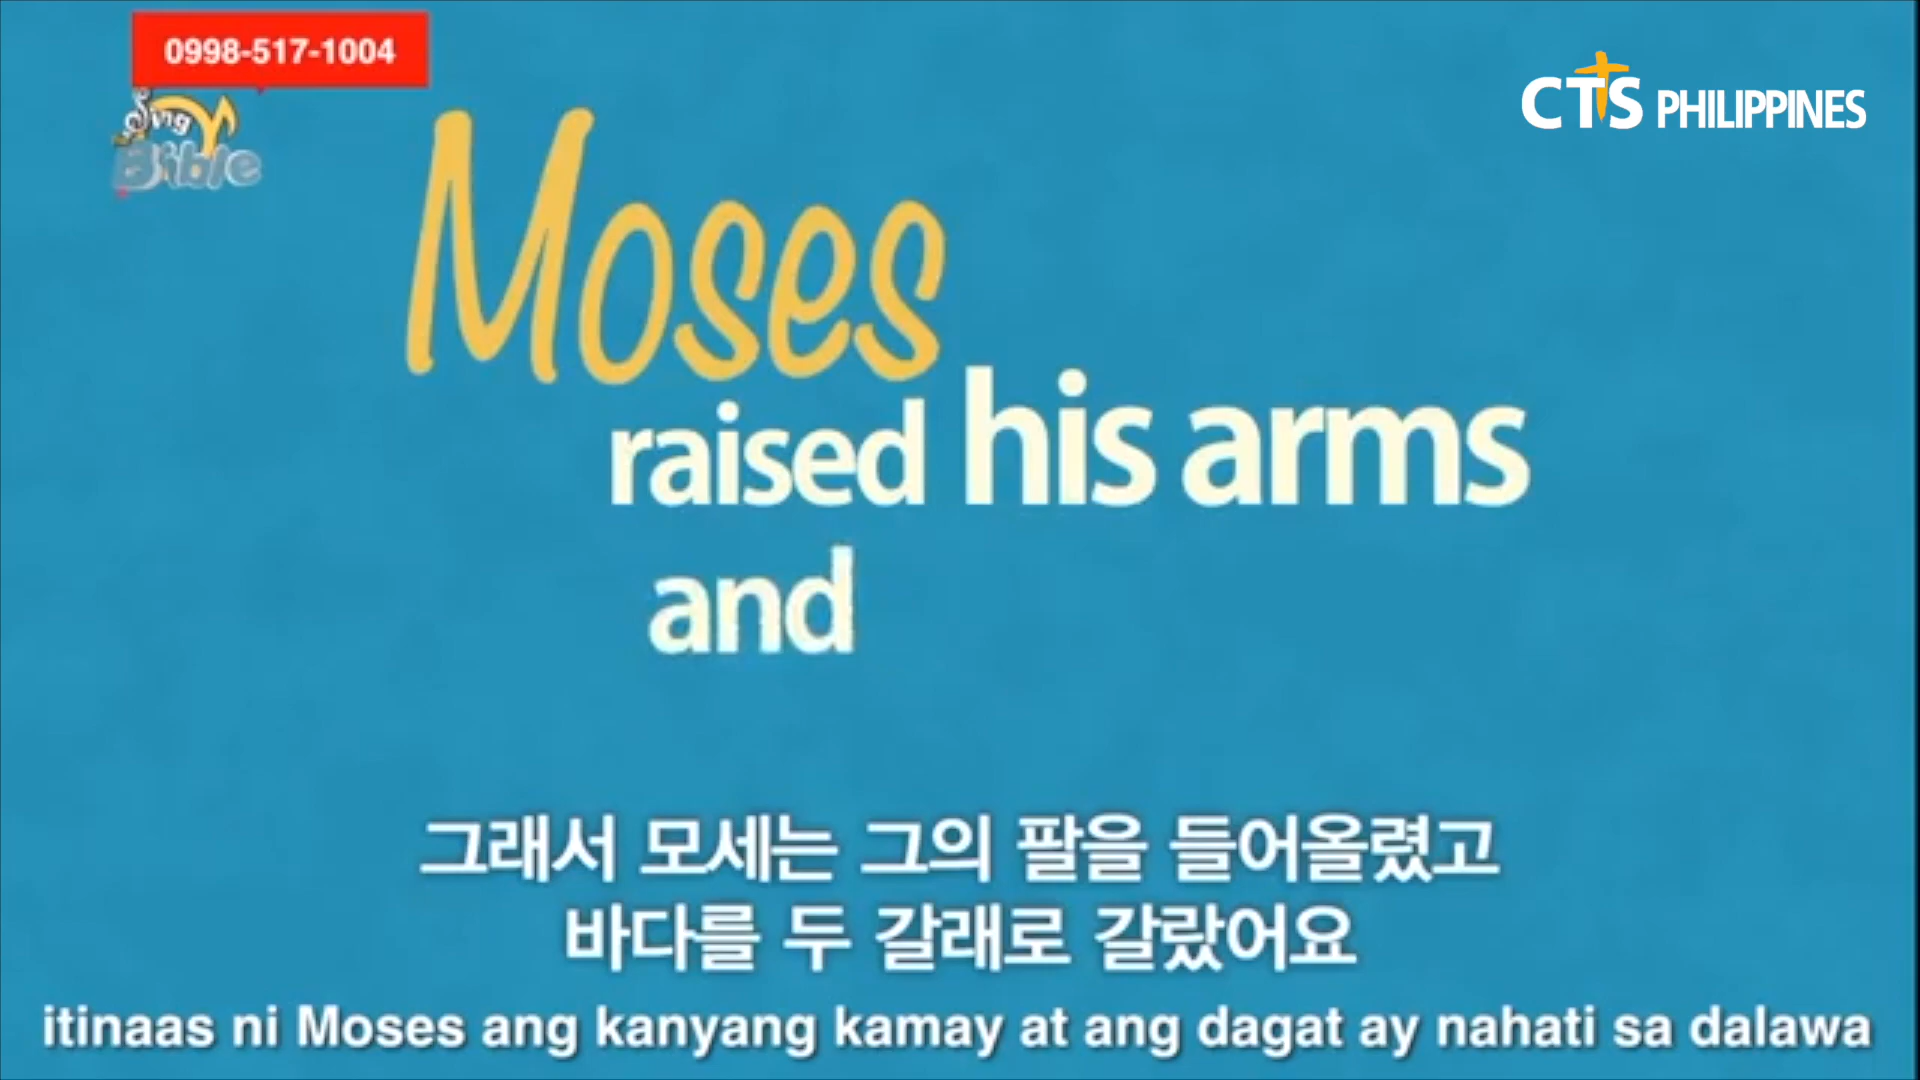 0998-517-1004
Sing Bible
CTS PHILIPPINES
Moses
raised his arms
and
그래서 모세는 그의 팔을 들어올렸고
바다를 두 갈래로 갈랐어요
itinaas ni Moses ang kanyang kamay at ang dagat ay nahati sa dalawa